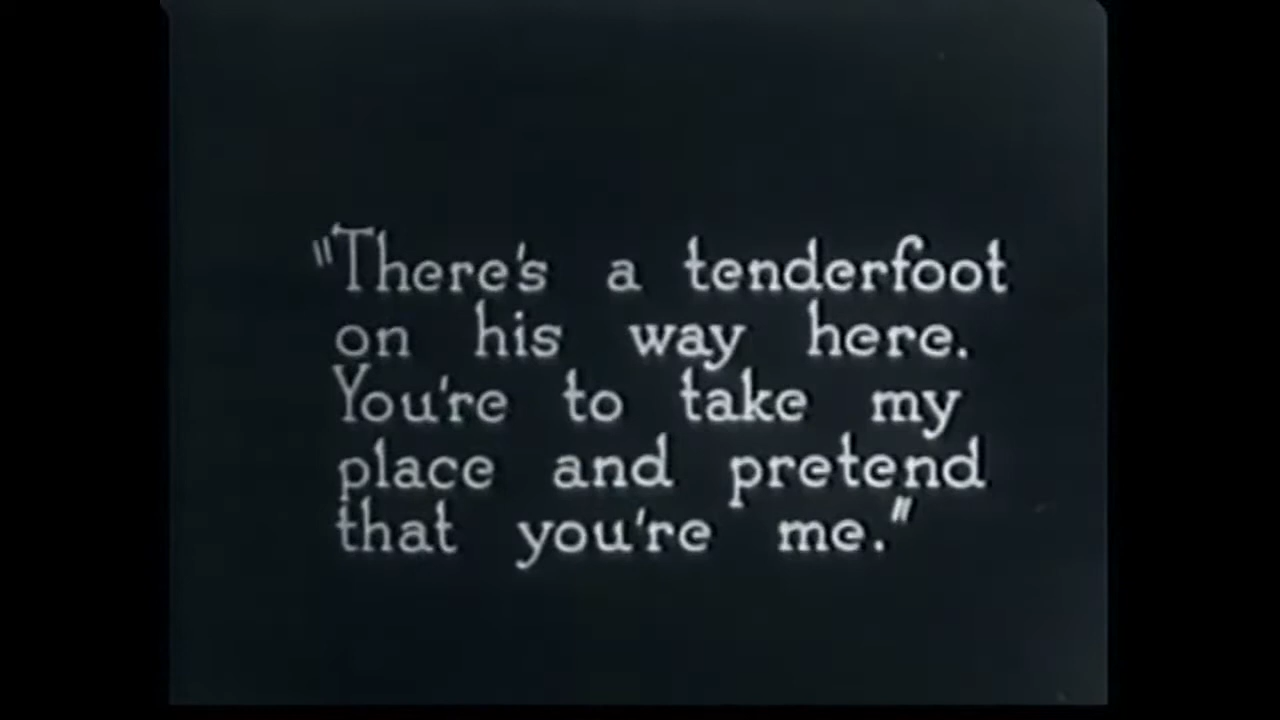 "There's a tenderfoot
on his way here.
You're to take my
place and pretend
that you're me."